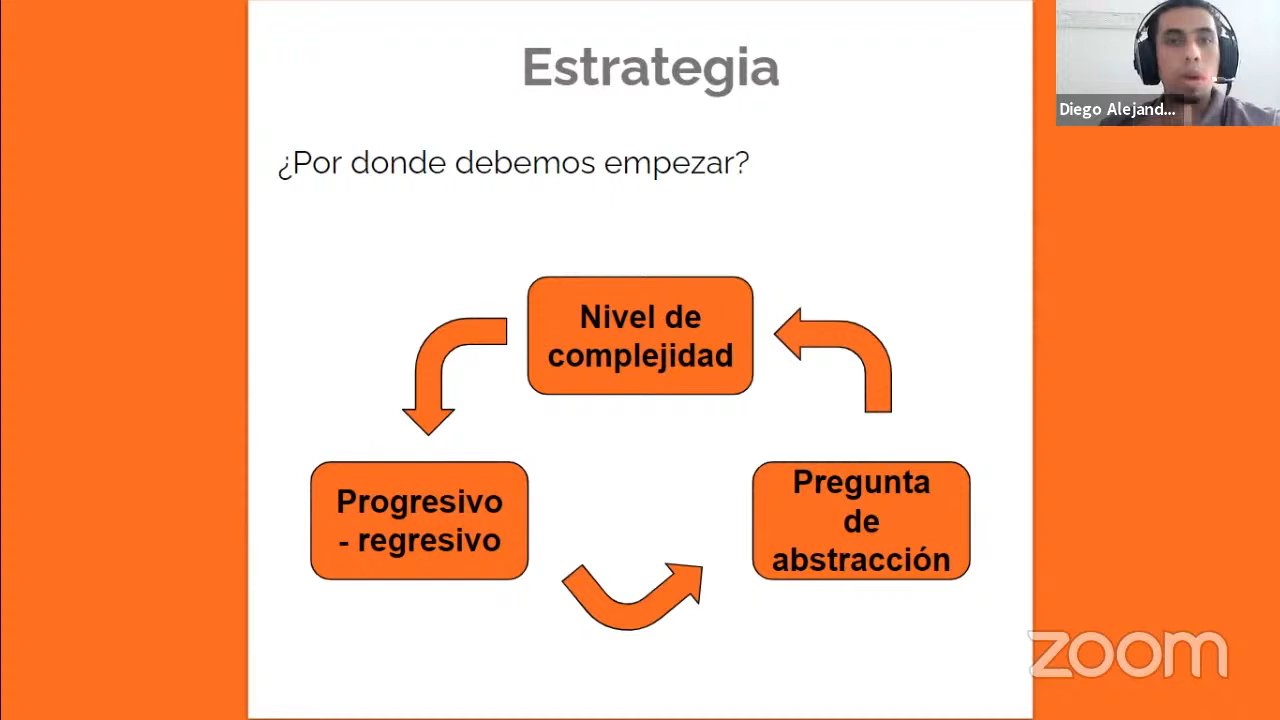 Estrategia
Diego Alejand...
¿Por donde debemos empezar?
Nivel de
complejidad
Progresivo
- regresivo
Pregunta
de
abstracción
zoom